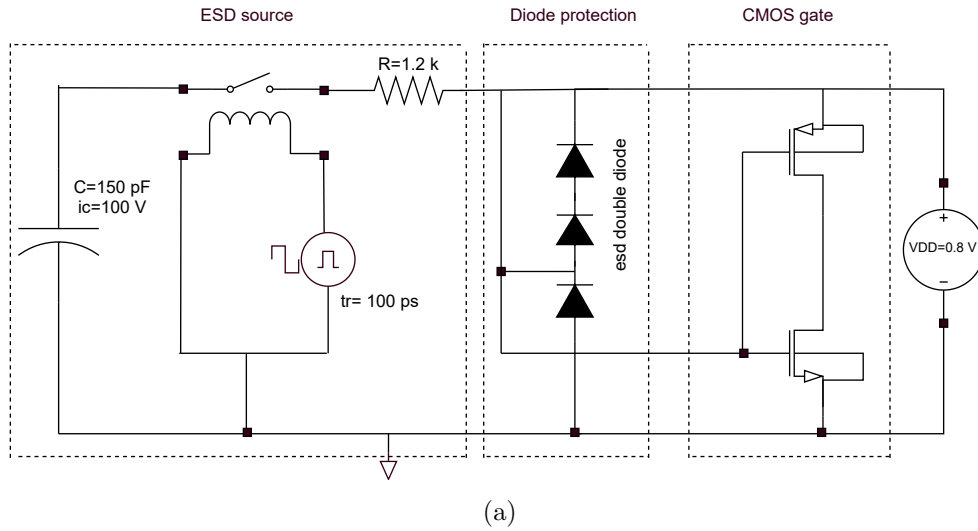 ESD source
Diode protection
CMOS gate
R=1.2 k
C=150 pF
ic=100 V
esd double diode
+
VDD=0.8 V
−
tr= 100 ps
(a)